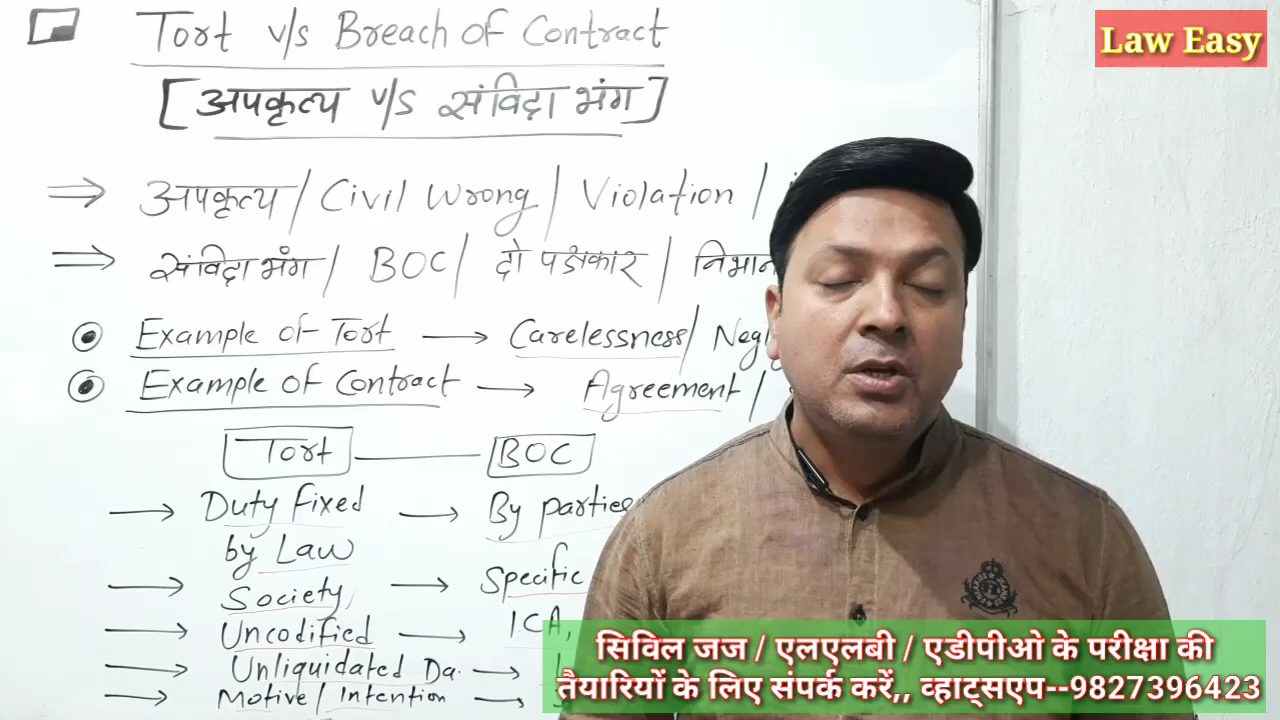 Law Easy
Tort v/s Breach of Contract
[अपकृत्य v/s संविदा भंग]
⇒ अपकृत्य / Civil Wrong / Violation /
⇒ संविदा भंग / BOC / दो पक्षकार /
Example of Tort → Carelessness /
Example of Contract → Agreement /
Tort — BOC
→ Duty Fixed → By parties
by Law
→ Society, → Specific
→ Uncodified → ICA,
→ Unliquidated Da. →
→ Motive / Intention →
सिविल जज / एलएलबी / एडीपीओ के परीक्षा की
तैयारियों के लिए संपर्क करें,, व्हाट्सएप--9827396423